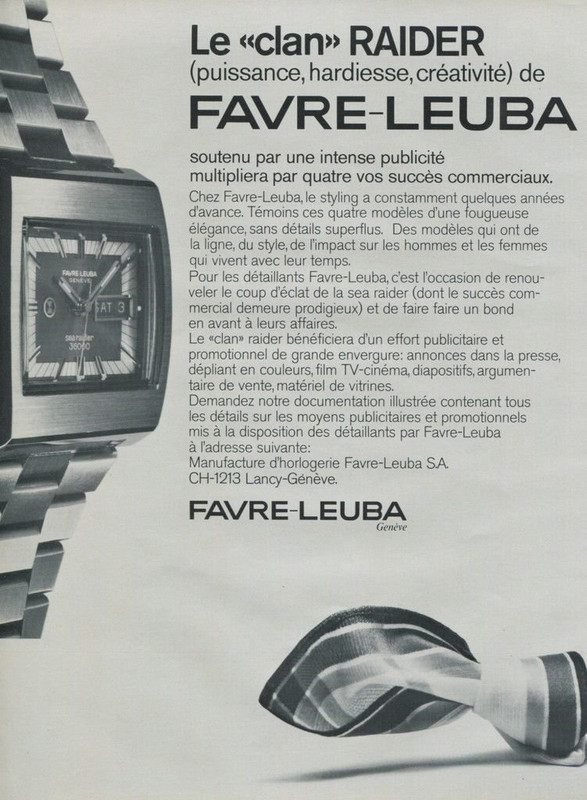 Le «clan» RAIDER
(puissance, hardiesse, créativité) de
FAVRE-LEUBA
soutenu par une intense publicité
multipliera par quatre vos succès commerciaux.
Chez Favre-Leuba, le styling a constamment quelques années
d'avance. Témoins ces quatre modèles d'une fougueuse
élégance, sans détails superflus. Des modèles qui ont de
la ligne, du style, de l'impact sur les hommes et les femmes
qui vivent avec leur temps.
Pour les détaillants Favre-Leuba, c'est l'occasion de renou-
veler le coup d'éclat de la sea raider (dont le succès com-
mercial demeure prodigieux) et de faire faire un bond
en avant à leurs affaires.
Le «clan» raider bénéficiera d'un effort publicitaire et
promotionnel de grande envergure: annonces dans la presse,
dépliant en couleurs, film TV-cinéma, diapositifs, argumen-
taire de vente, matériel de vitrines.
Demandez notre documentation illustrée contenant tous
les détails sur les moyens publicitaires et promotionnels
mis à la disposition des détaillants par Favre-Leuba
à l'adresse suivante:
Manufacture d'horlogerie Favre-Leuba S.A.
CH-1213 Lancy-Genève.
FAVRE-LEUBA
Genève
FAVRE-LEUBA
GENÈVE
SAT 3
sea raider
36000